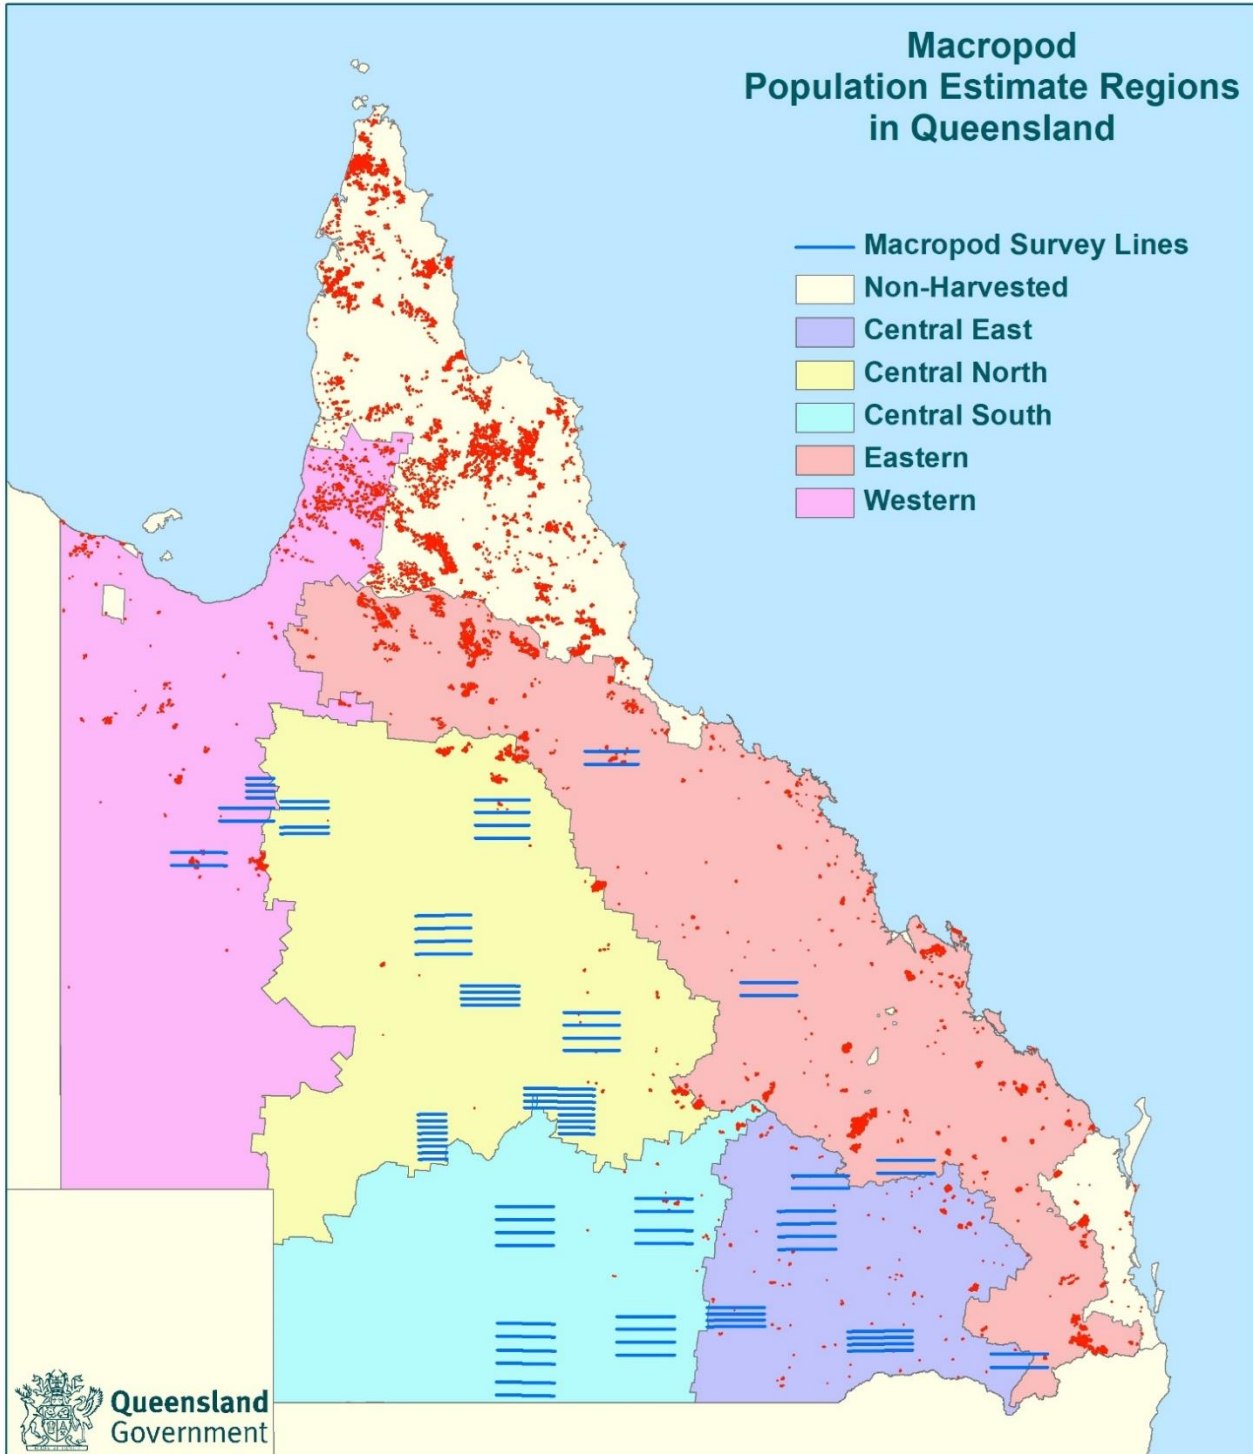 Macropod
Population Estimate Regions
in Queensland
Macropod Survey Lines
Non-Harvested
Central East
Central North
Central South
Eastern
Western
Queensland
Government